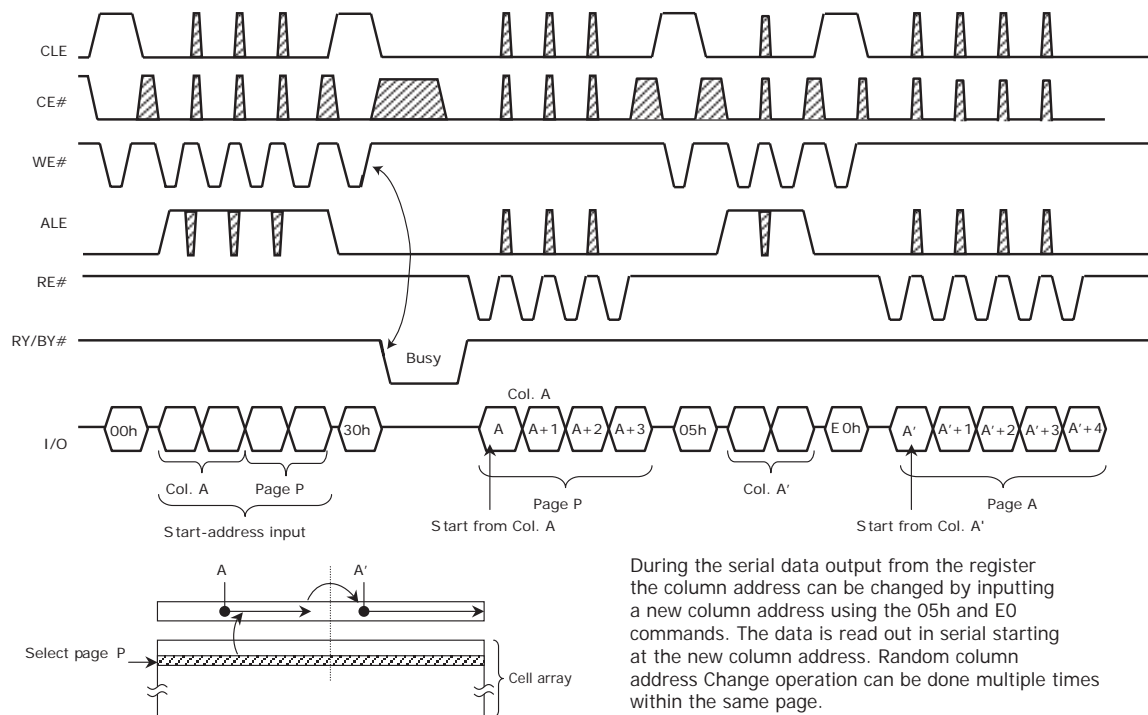 CLE
CE#
WE#
ALE
RE#
RY/BY#
Busy
Col. A
I/O
00h
30h
A
A+1
A+2
A+3
05h
E0h
A'
A'+1
A'+2
A'+3
A'+4
Col. A
Page P
Start-address input
Page P
Start from Col. A
Col. A'
Page A
Start from Col. A'
A
A'
Select page P
Cell array
During the serial data output from the register
the column address can be changed by inputting
a new column address using the 05h and E0
commands. The data is read out in serial starting
at the new column address. Random column
address Change operation can be done multiple times
within the same page.